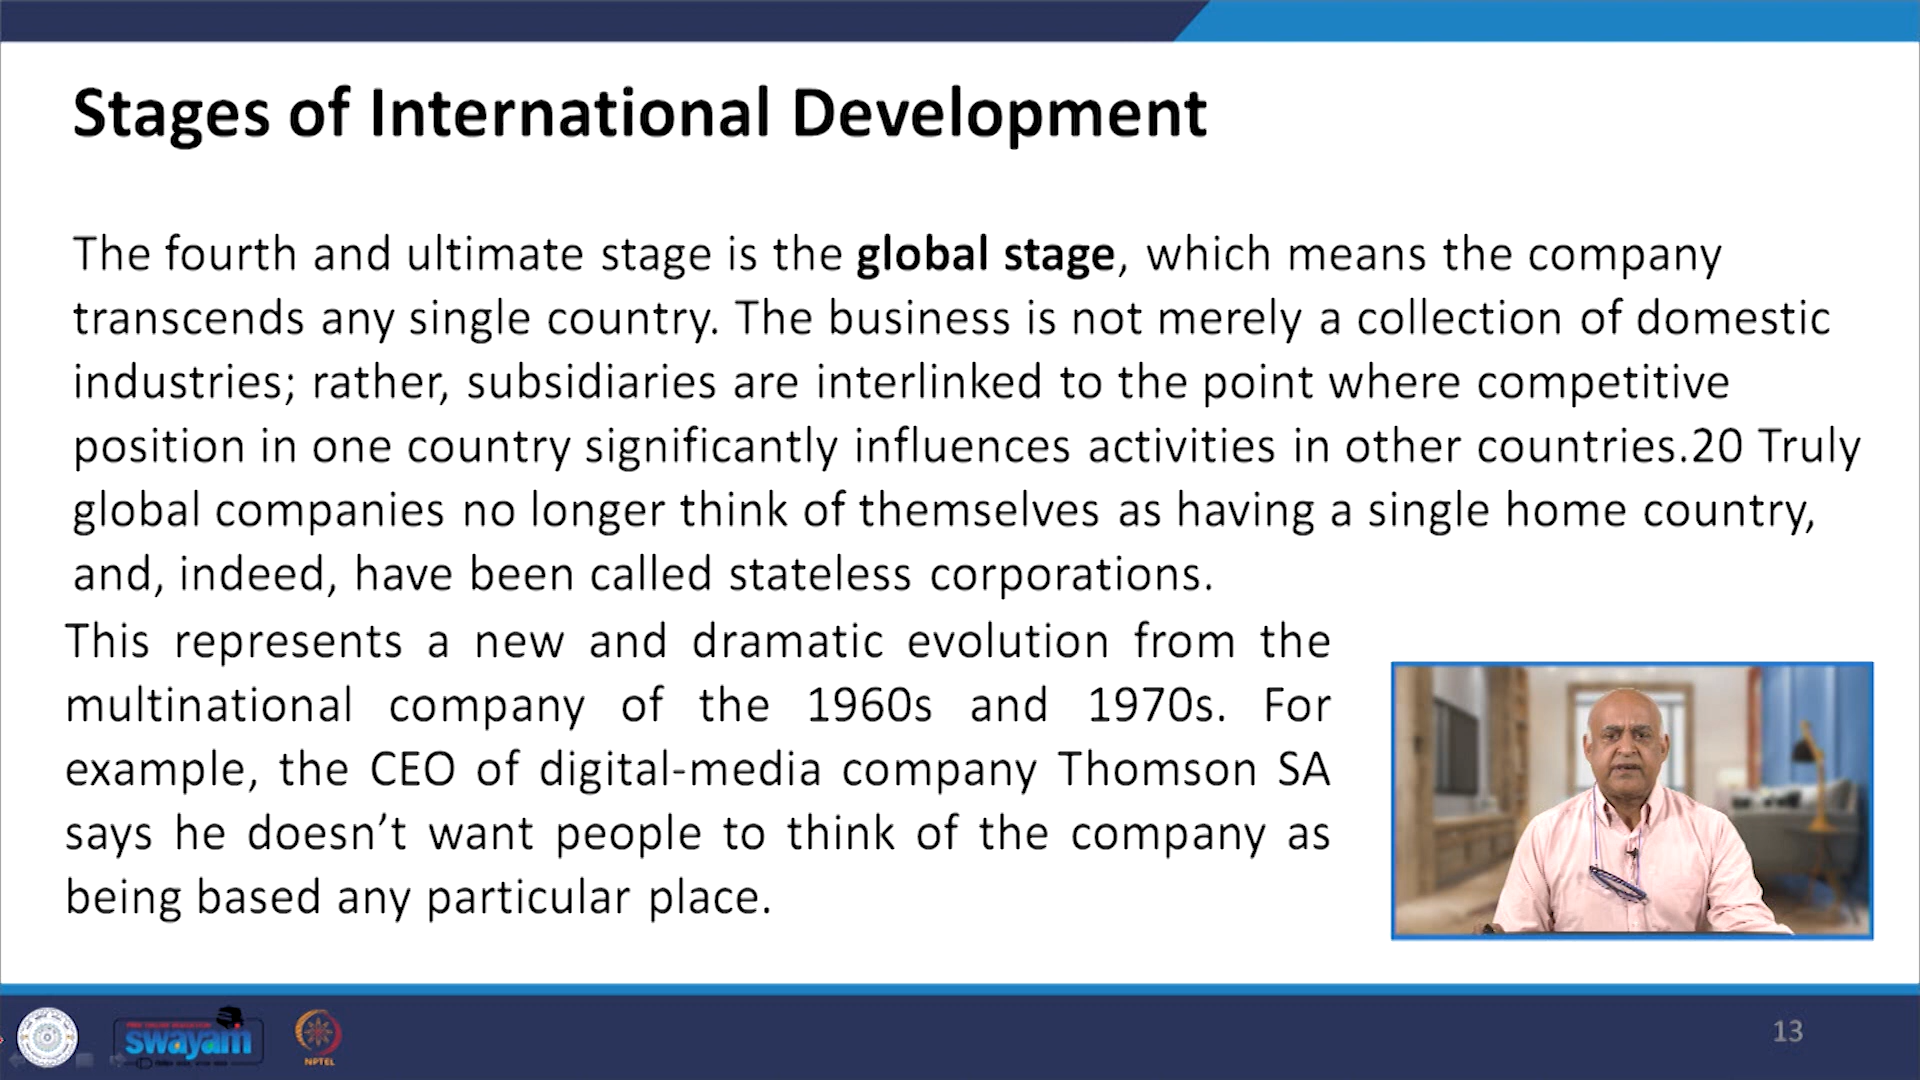 Stages of International Development
The fourth and ultimate stage is the global stage, which means the company
transcends any single country. The business is not merely a collection of domestic
industries; rather, subsidiaries are interlinked to the point where competitive
position in one country significantly influences activities in other countries.20 Truly
global companies no longer think of themselves as having a single home country,
and, indeed, have been called stateless corporations.
This represents a new and dramatic evolution from the
multinational company of the 1960s and 1970s. For
example, the CEO of digital-media company Thomson SA
says he doesn’t want people to think of the company as
being based any particular place.
swayam
NPTEL
13